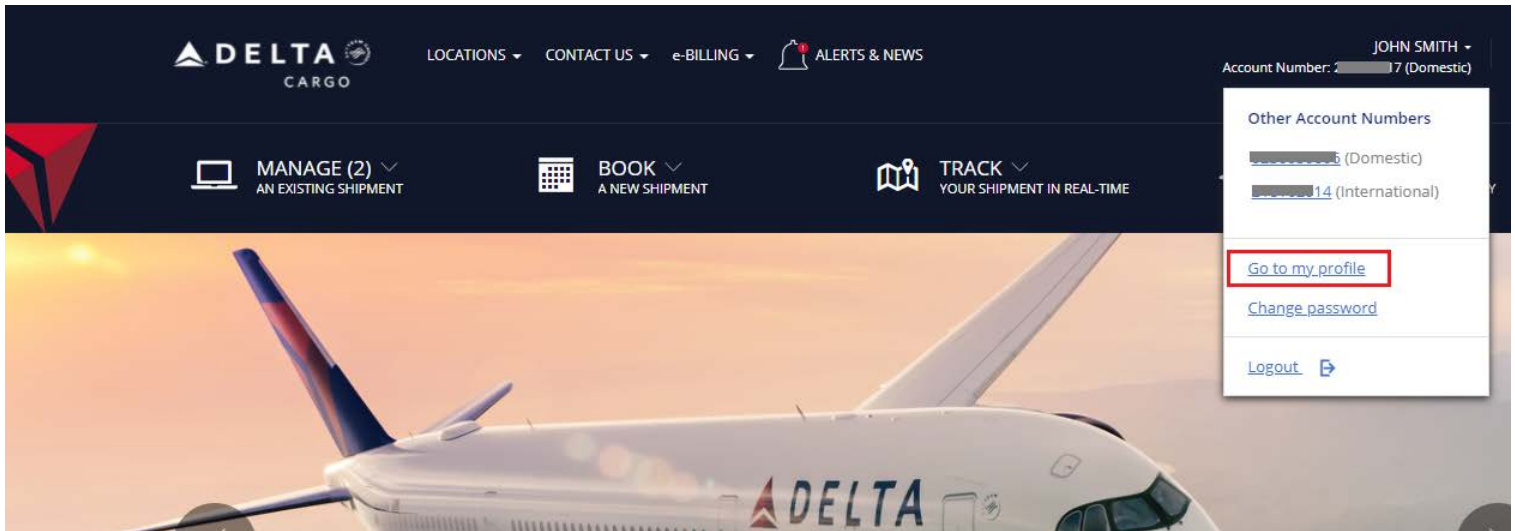 DELTA
CARGO
LOCATIONS
CONTACT US
e-BILLING
ALERTS & NEWS
JOHN SMITH
Account Number: 17 (Domestic)
MANAGE (2)
AN EXISTING SHIPMENT
BOOK
A NEW SHIPMENT
TRACK
YOUR SHIPMENT IN REAL-TIME
Other Account Numbers
(Domestic)
14 (International)
Go to my profile
Change password
Logout
DELTA